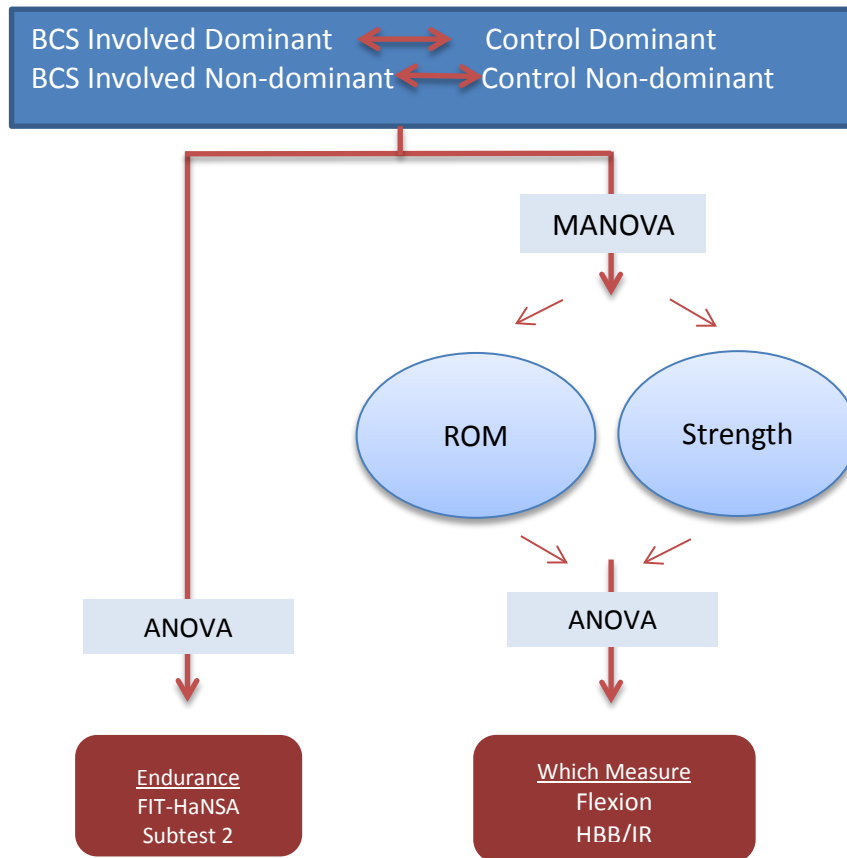 BCS Involved Dominant Control Dominant
BCS Involved Non-dominant Control Non-dominant
MANOVA
ROM
Strength
ANOVA
ANOVA
Endurance
FIT-HaNSA
Subtest 2
Which Measure
Flexion
HBB/IR